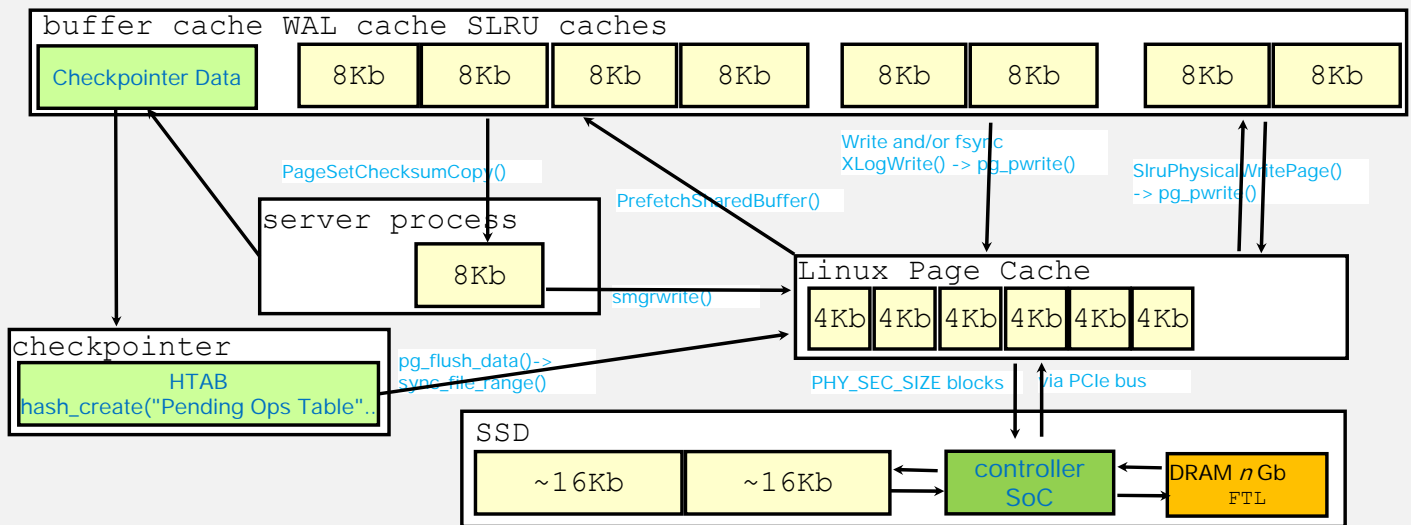 buffer cache WAL cache SLRU caches
Checkpointer Data
8Kb 8Kb 8Kb 8Kb 8Kb 8Kb 8Kb 8Kb
PageSetChecksumCopy()
PrefetchSharedBuffer()
Write and/or fsync
XLogWrite() -> pg_pwrite()
SlruPhysicalWritePage()
-> pg_pwrite()
server process
8Kb
smgrwrite()
Linux Page Cache
4Kb 4Kb 4Kb 4Kb 4Kb 4Kb
checkpointer
HTAB
hash_create("Pending Ops Table"..
pg_flush_data()->
sync_file_range()
PHY_SEC_SIZE blocks
via PCIe bus
SSD
~16Kb ~16Kb
controller
SoC
DRAM n Gb
FTL